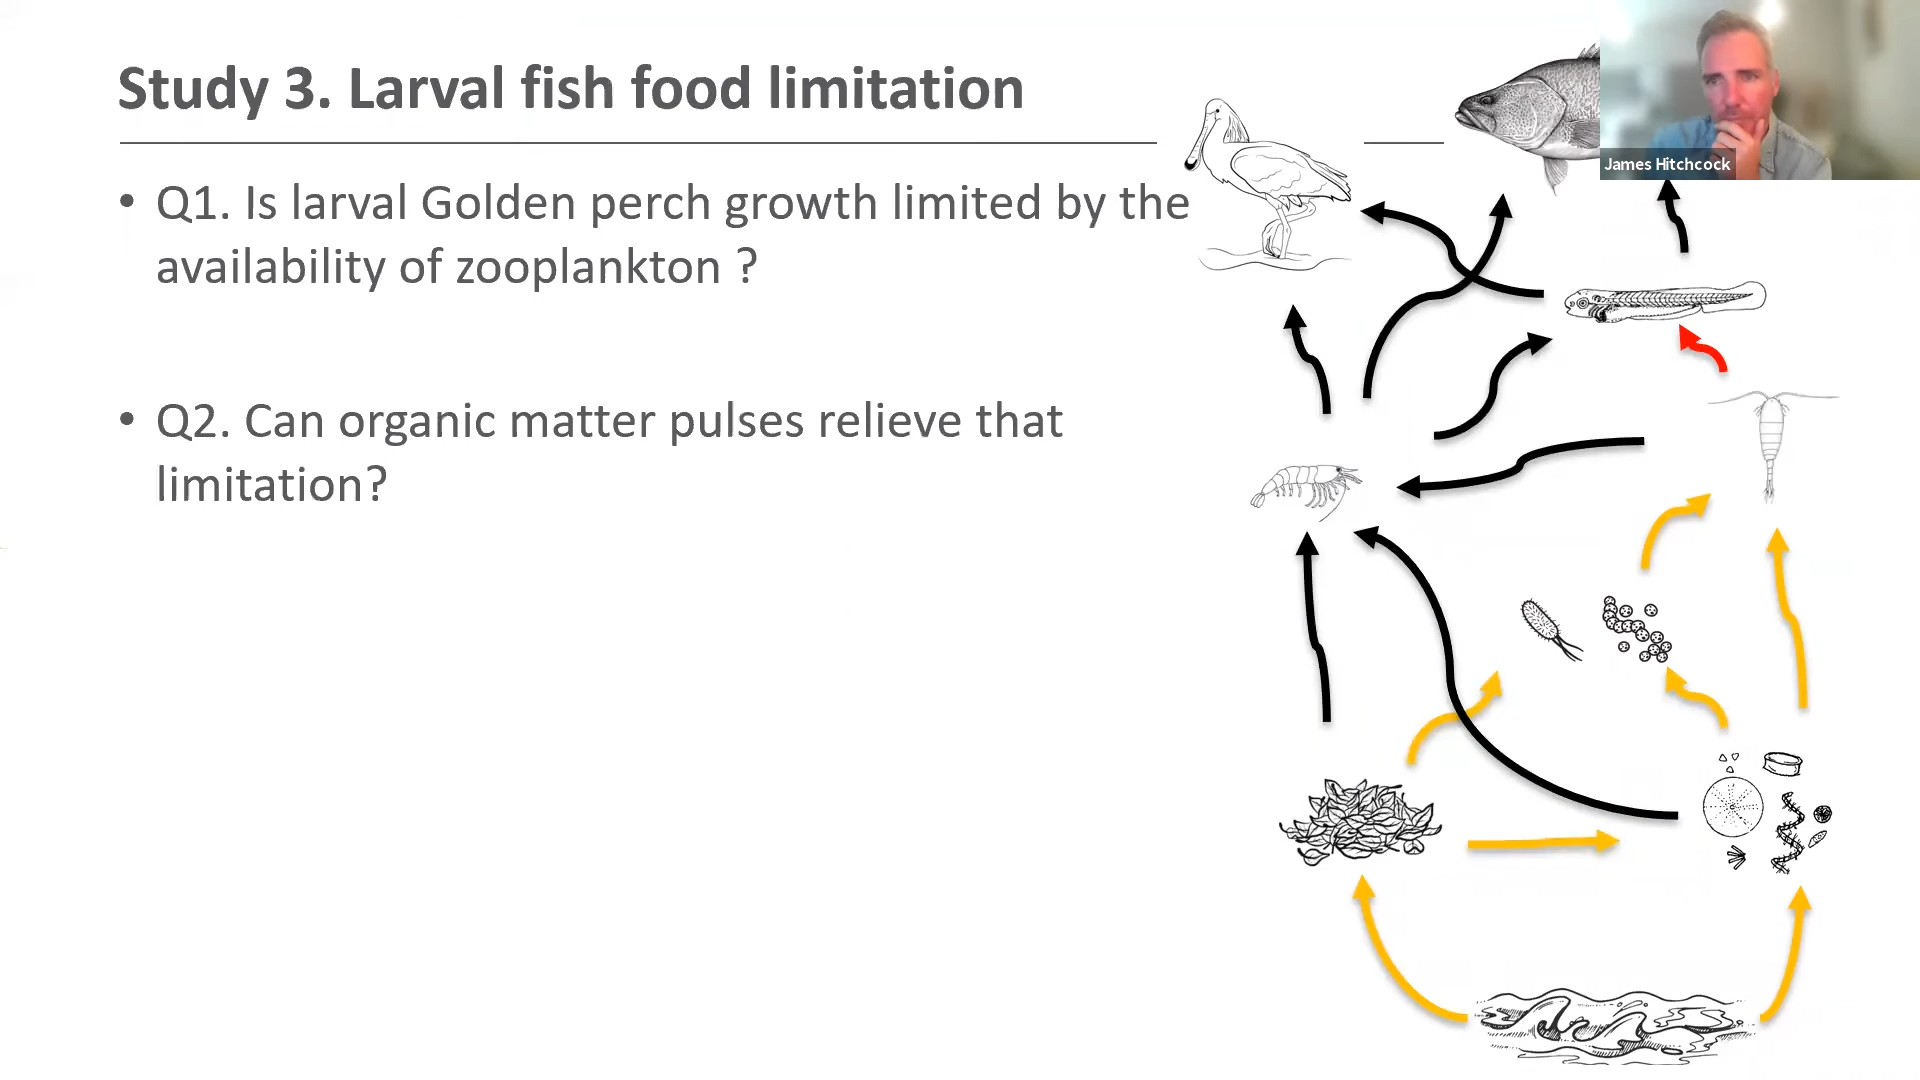 Study 3. Larval fish food limitation
James Hitchcock
• Q1. Is larval Golden perch growth limited by the
availability of zooplankton ?
• Q2. Can organic matter pulses relieve that
limitation?